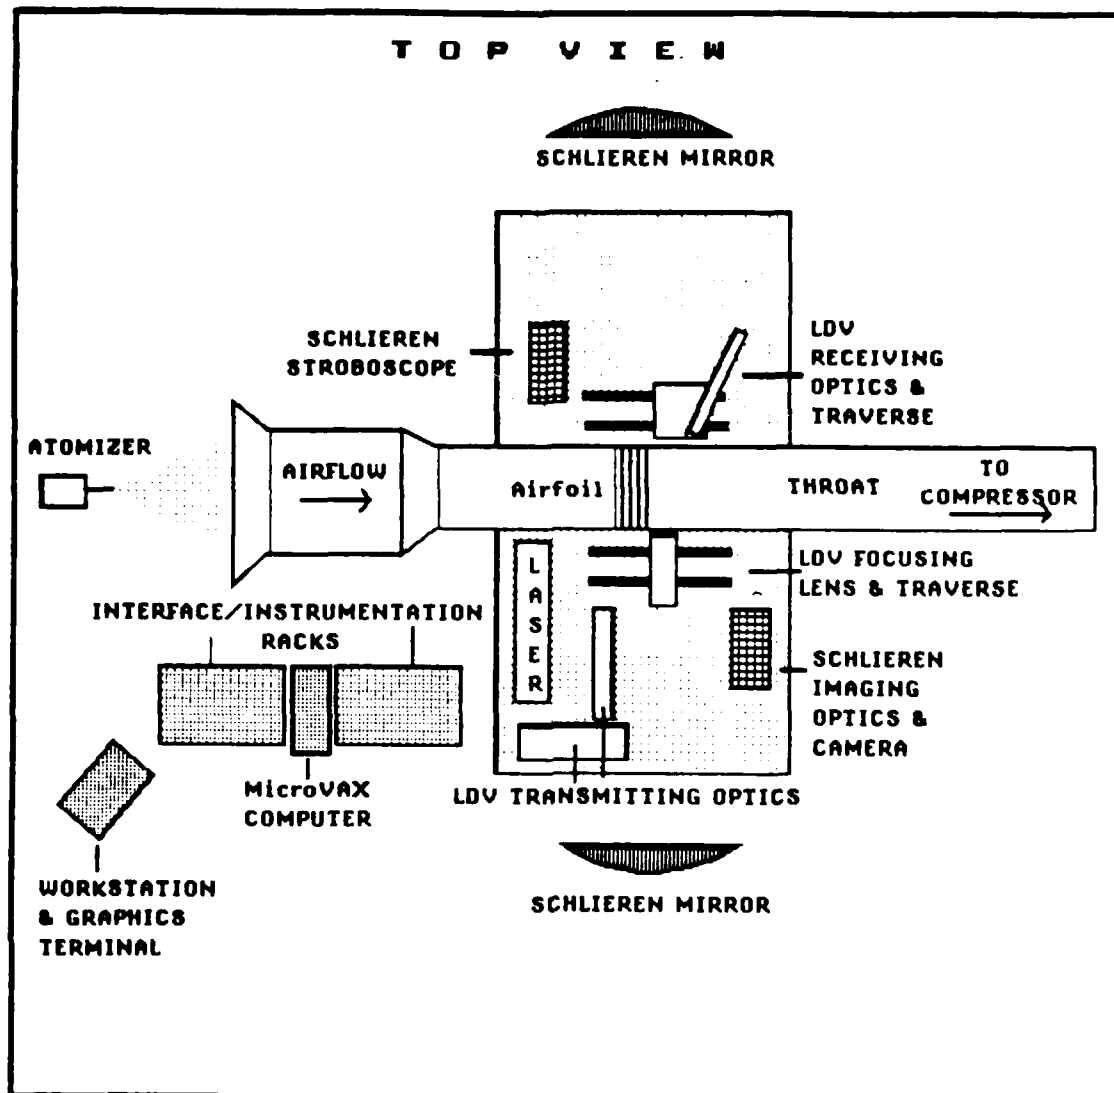 TOP VIEW
SCHLIEREN MIRROR
SCHLIEREN
STROBOSCOPE
LDV
RECEIVING
OPTICS &
TRAVERSE
ATOMIZER
AIRFLOW
Airfoil
THROAT
TO
COMPRESSOR
LASER
LDV FOCUSING
LENS & TRAVERSE
INTERFACE/INSTRUMENTATION
RACKS
SCHLIEREN
IMAGING
OPTICS &
CAMERA
MicroVAX
COMPUTER
LDV TRANSMITTING OPTICS
WORKSTATION
& GRAPHICS
TERMINAL
SCHLIEREN MIRROR